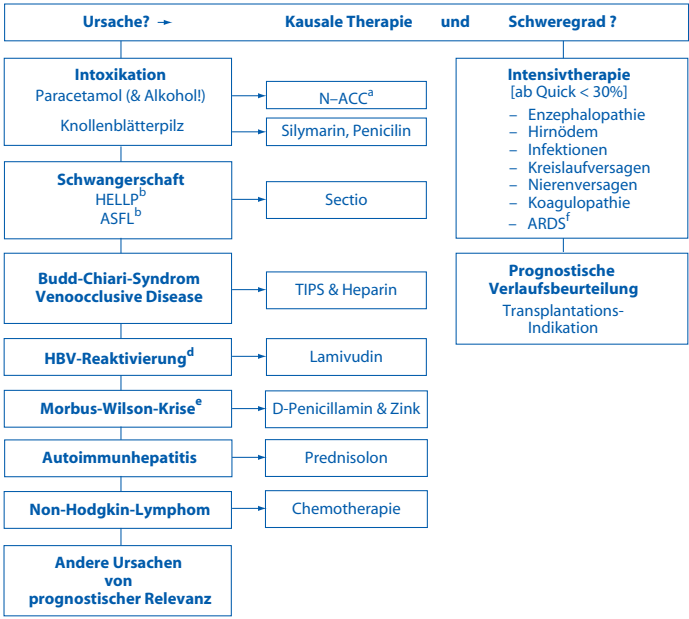 Ursache? → Kausale Therapie und Schweregrad ?
Intoxikation
Paracetamol (& Alkohol!)
N–ACCᵃ
Knollenblätterpilz
Silymarin, Penicilin
Schwangerschaft
HELLPᵇ
ASFLᵇ
Sectio
Budd-Chiari-Syndrom
Venoocclusive Disease
TIPS & Heparin
HBV-Reaktivierungᵈ
Lamivudin
Morbus-Wilson-Kriseᵉ
D-Penicillamin & Zink
Autoimmunhepatitis
Prednisolon
Non-Hodgkin-Lymphom
Chemotherapie
Andere Ursachen
von
prognostischer Relevanz
Intensivtherapie
[ab Quick < 30%]
– Enzephalopathie
– Hirnödem
– Infektionen
– Kreislaufversagen
– Nierenversagen
– Koagulopathie
– ARDSᶠ
Prognostische
Verlaufsbeurteilung
Transplantations-
Indikation